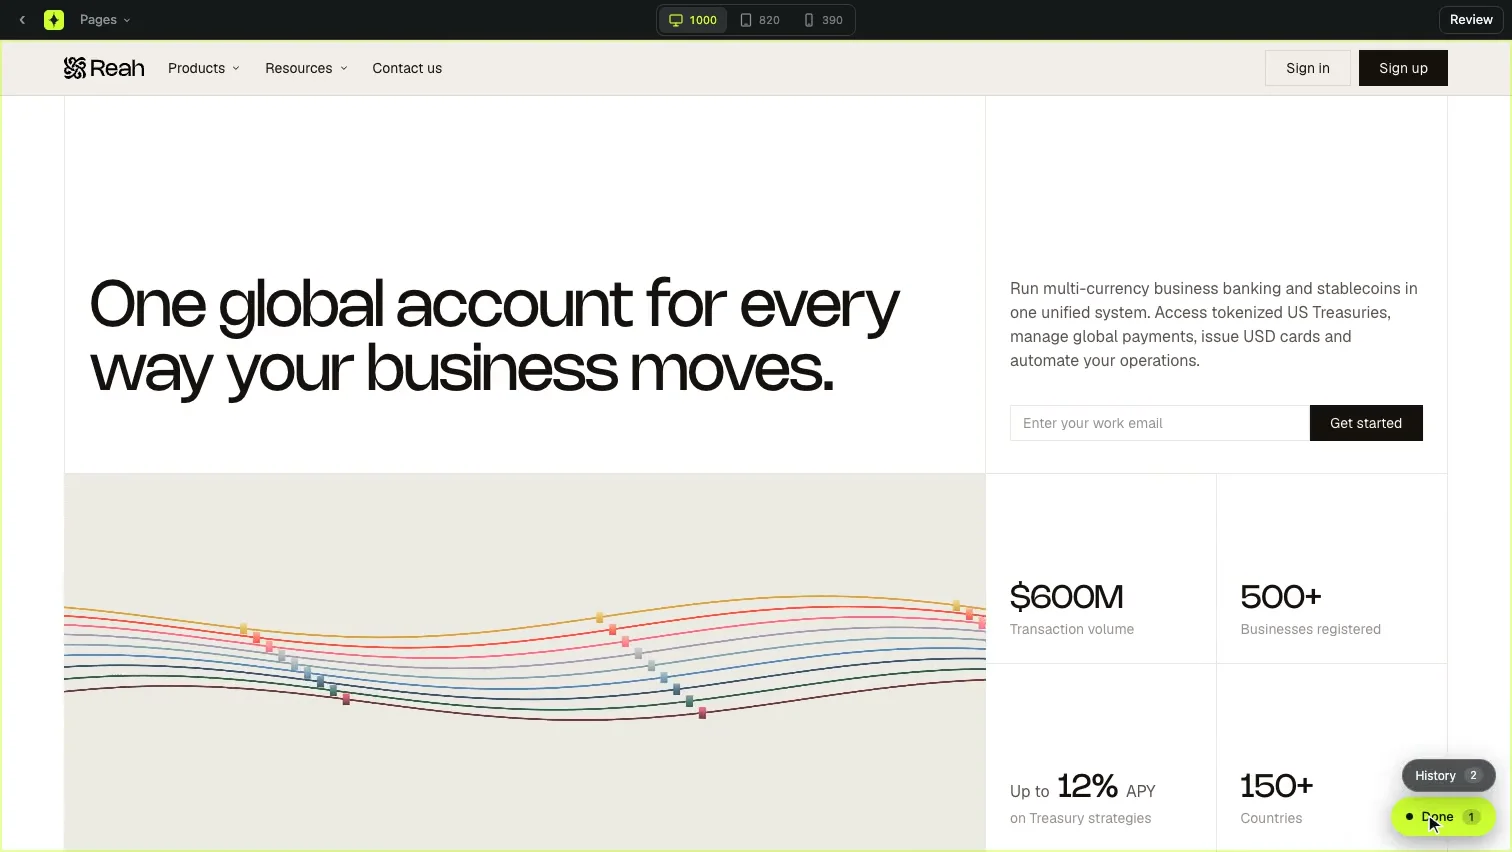 Pages
1000
820
390
Review
Reah
Products
Resources
Contact us
Sign in
Sign up
One global account for every
way your business moves.
Run multi-currency business banking and stablecoins in
one unified system. Access tokenized US Treasuries,
manage global payments, issue USD cards and
automate your operations.
Enter your work email
Get started
$600M
Transaction volume
500+
Businesses registered
Up to 12% APY
on Treasury strategies
150+
Countries
History 2
Done 1